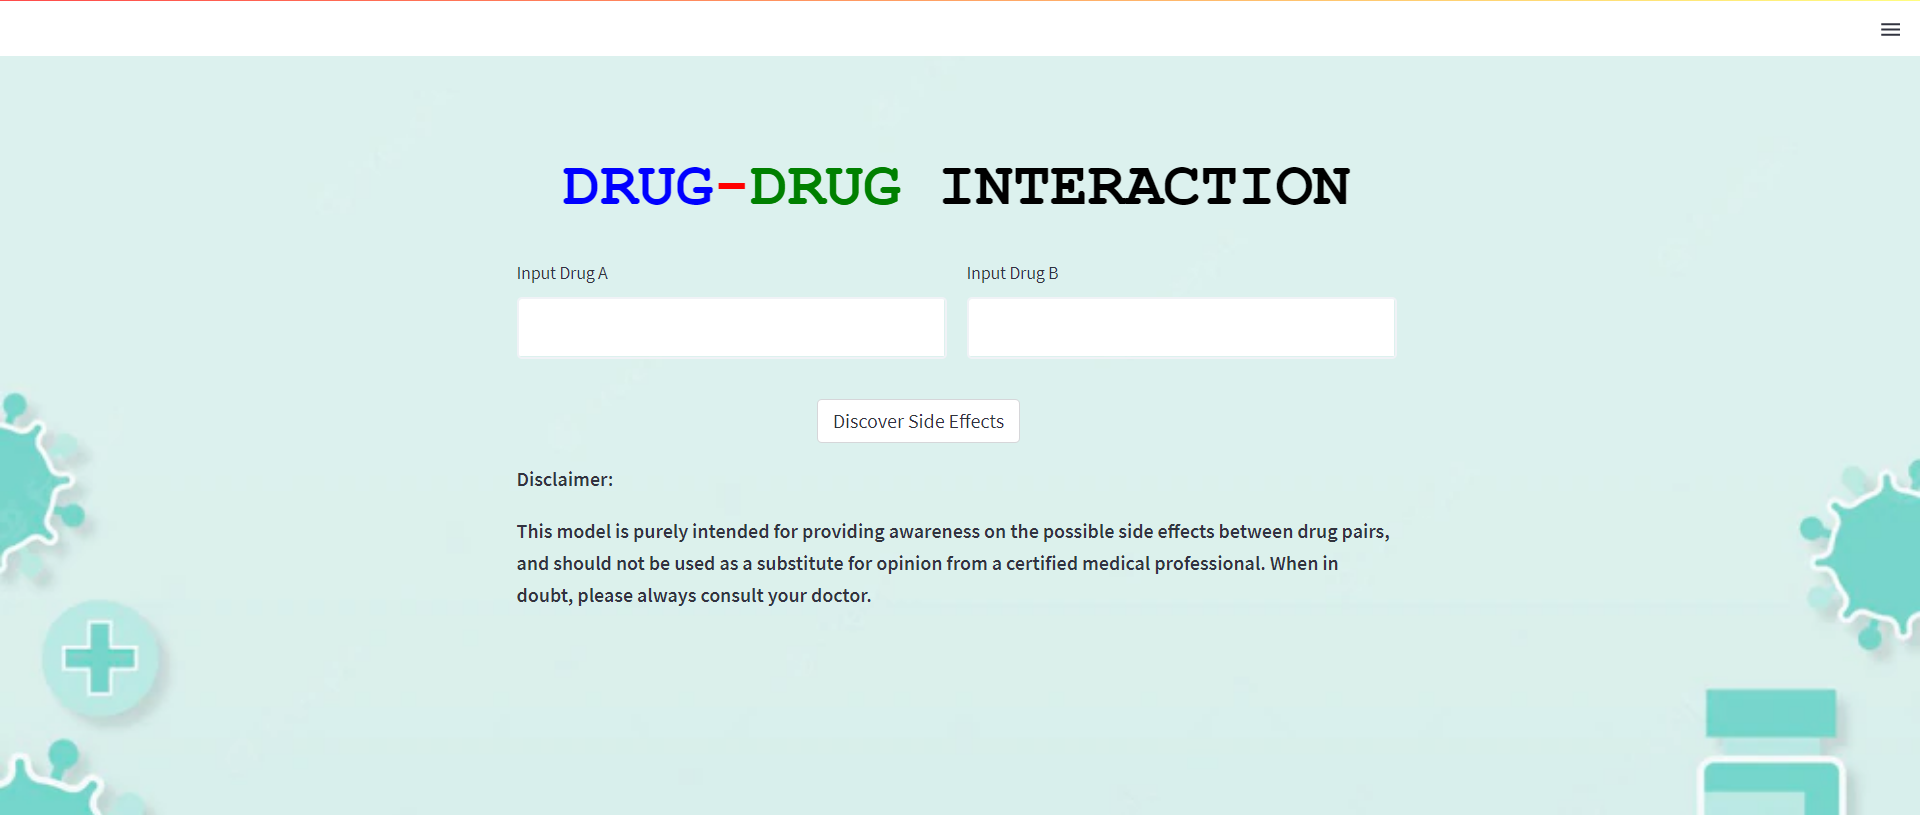 DRUG-DRUG INTERACTION
Input Drug A
Input Drug B
Discover Side Effects
Disclaimer:
This model is purely intended for providing awareness on the possible side effects between drug pairs,
and should not be used as a substitute for opinion from a certified medical professional. When in
doubt, please always consult your doctor.